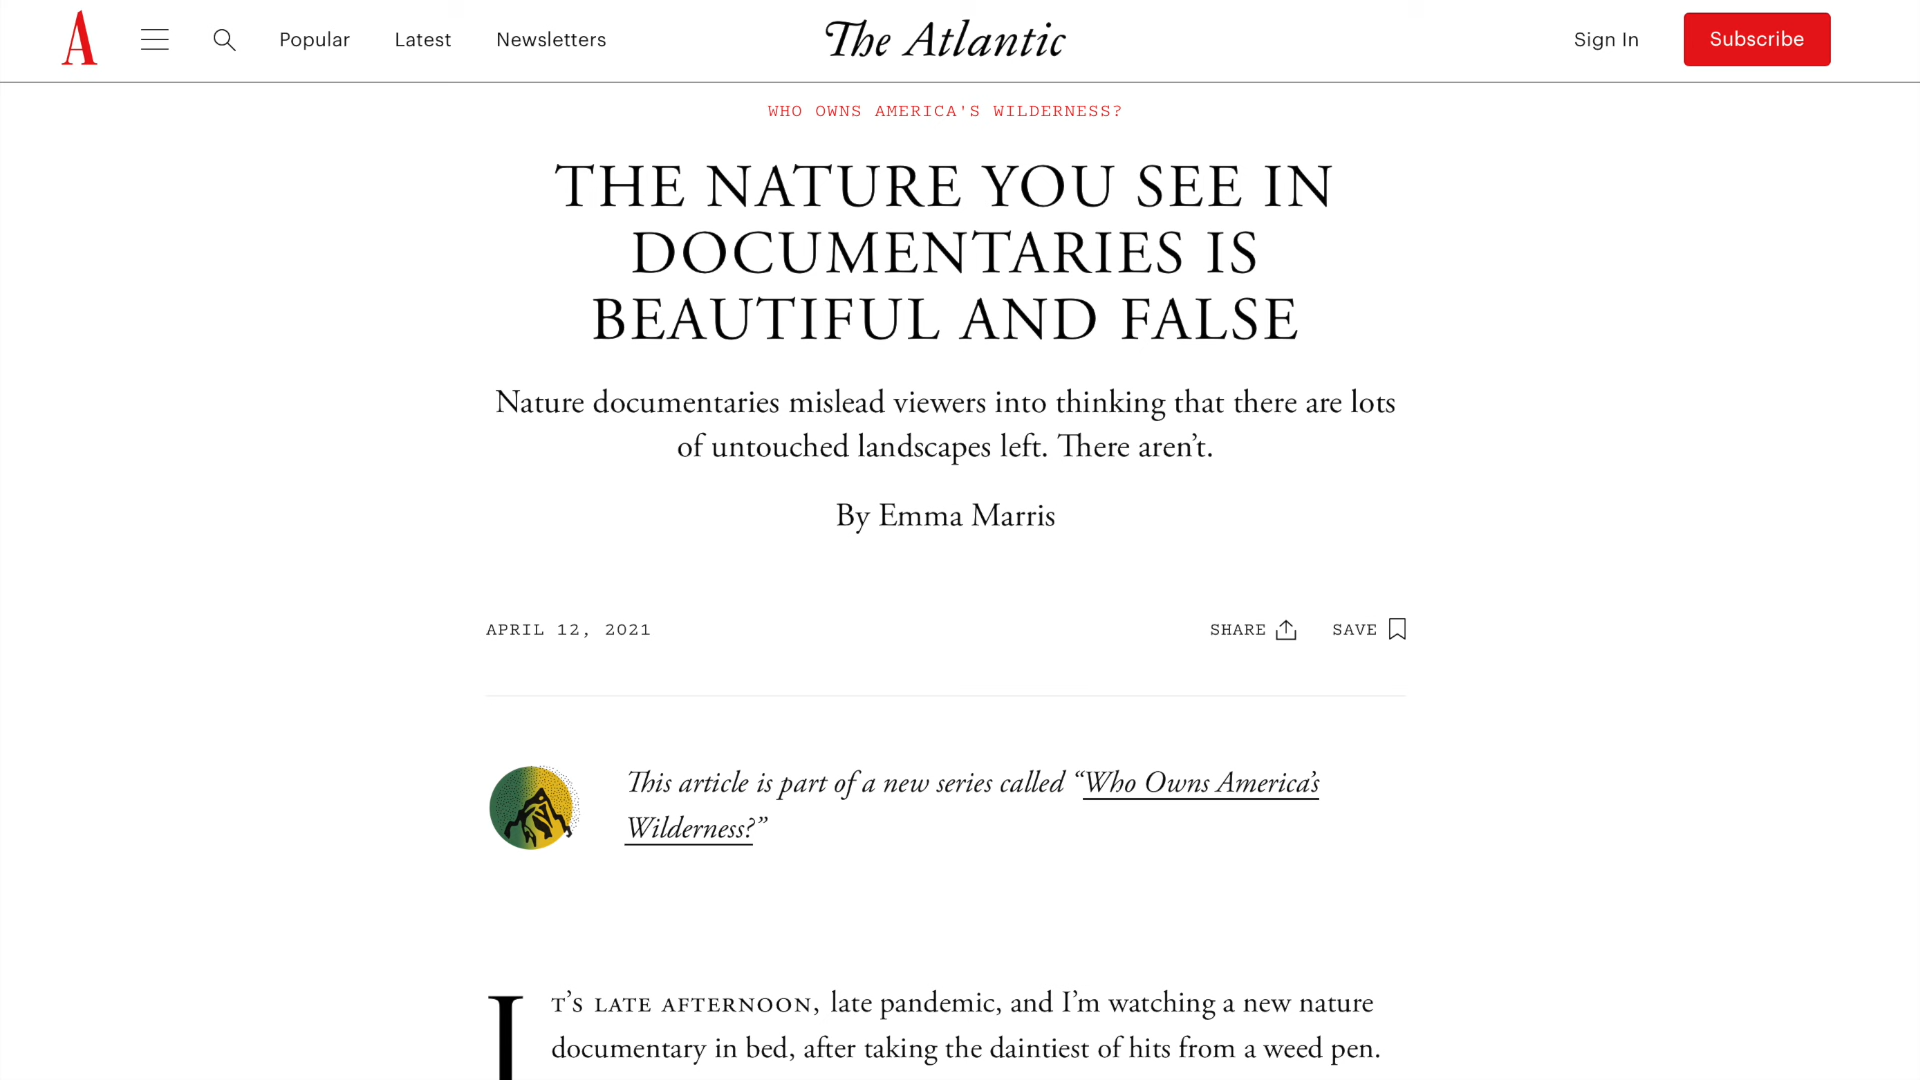 A
Popular
Latest
Newsletters
The Atlantic
Sign In
Subscribe
WHO OWNS AMERICA'S WILDERNESS?
THE NATURE YOU SEE IN
DOCUMENTARIES IS
BEAUTIFUL AND FALSE
Nature documentaries mislead viewers into thinking that there are lots
of untouched landscapes left. There aren’t.
By Emma Marris
APRIL 12, 2021
SHARE
SAVE
This article is part of a new series called “Who Owns America’s
Wilderness?”
IT’S LATE AFTERNOON, late pandemic, and I’m watching a new nature
documentary in bed, after taking the daintiest of hits from a weed pen.